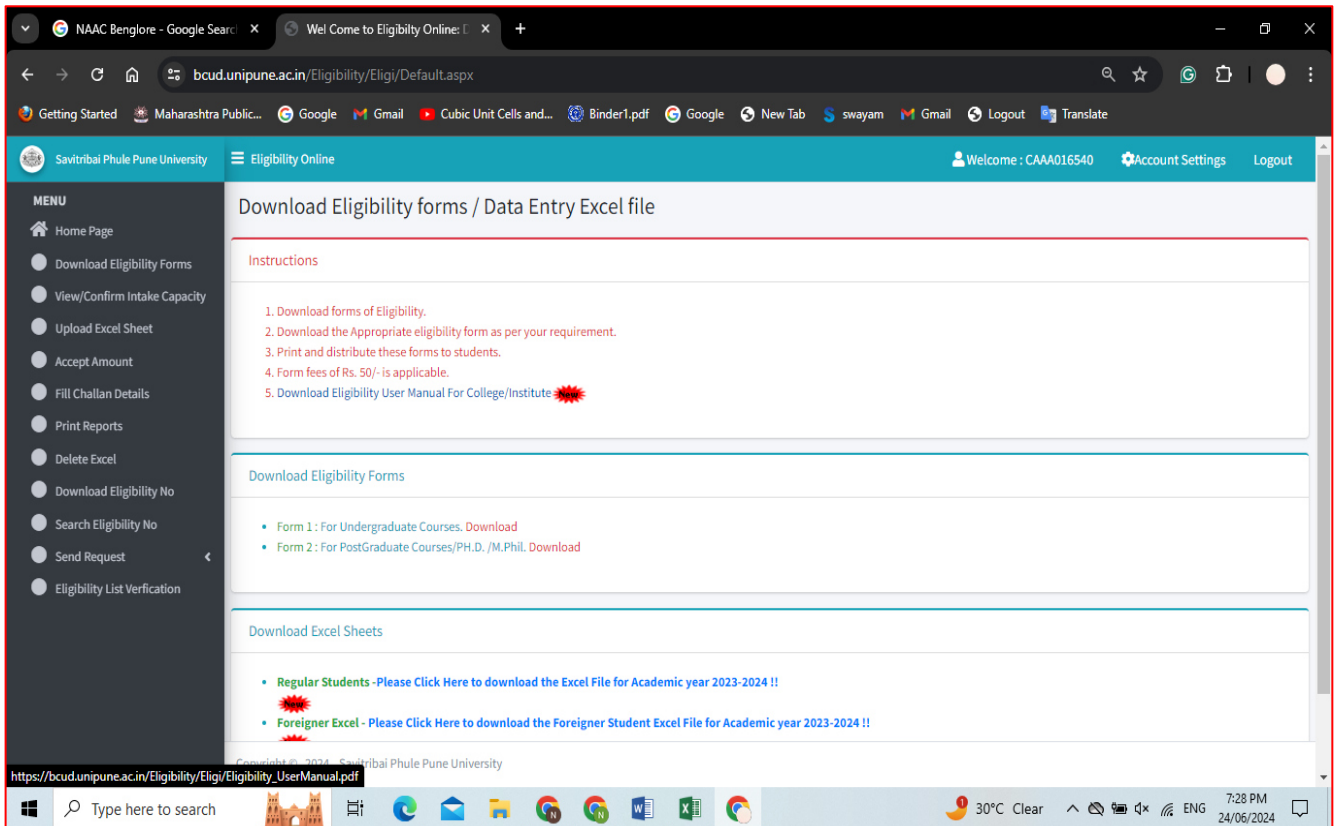 NAAC Benglore - Google Searc
Wel Come to Eligibilty Online: D
bcud.unipune.ac.in/Eligibility/Eligi/Default.aspx
Getting Started Maharashtra Public... Google Gmail Cubic Unit Cells and... Binder1.pdf Google New Tab swayam Gmail Logout Translate
Savitribai Phule Pune University
Eligibility Online
Welcome : CAAA016540
Account Settings
Logout
MENU
Home Page
Download Eligibility Forms
View/Confirm Intake Capacity
Upload Excel Sheet
Accept Amount
Fill Challan Details
Print Reports
Delete Excel
Download Eligibility No
Search Eligibility No
Send Request
Eligibility List Verfication
Download Eligibility forms / Data Entry Excel file
Instructions
1. Download forms of Eligibility.
2. Download the Appropriate eligibility form as per your requirement.
3. Print and distribute these forms to students.
4. Form fees of Rs. 50/- is applicable.
5. Download Eligibility User Manual For College/Institute New
Download Eligibility Forms
Form 1 : For Undergraduate Courses. Download
Form 2 : For PostGraduate Courses/PH.D. /M.Phil. Download
Download Excel Sheets
Regular Students -Please Click Here to download the Excel File for Academic year 2023-2024 !!
New
Foreigner Excel - Please Click Here to download the Foreigner Student Excel File for Academic year 2023-2024 !!
Copyright © 2024 Savitribai Phule Pune University
https://bcud.unipune.ac.in/Eligibility/Eligi/Eligibility_UserManual.pdf
Type here to search
30°C Clear
ENG
7:28 PM
24/06/2024